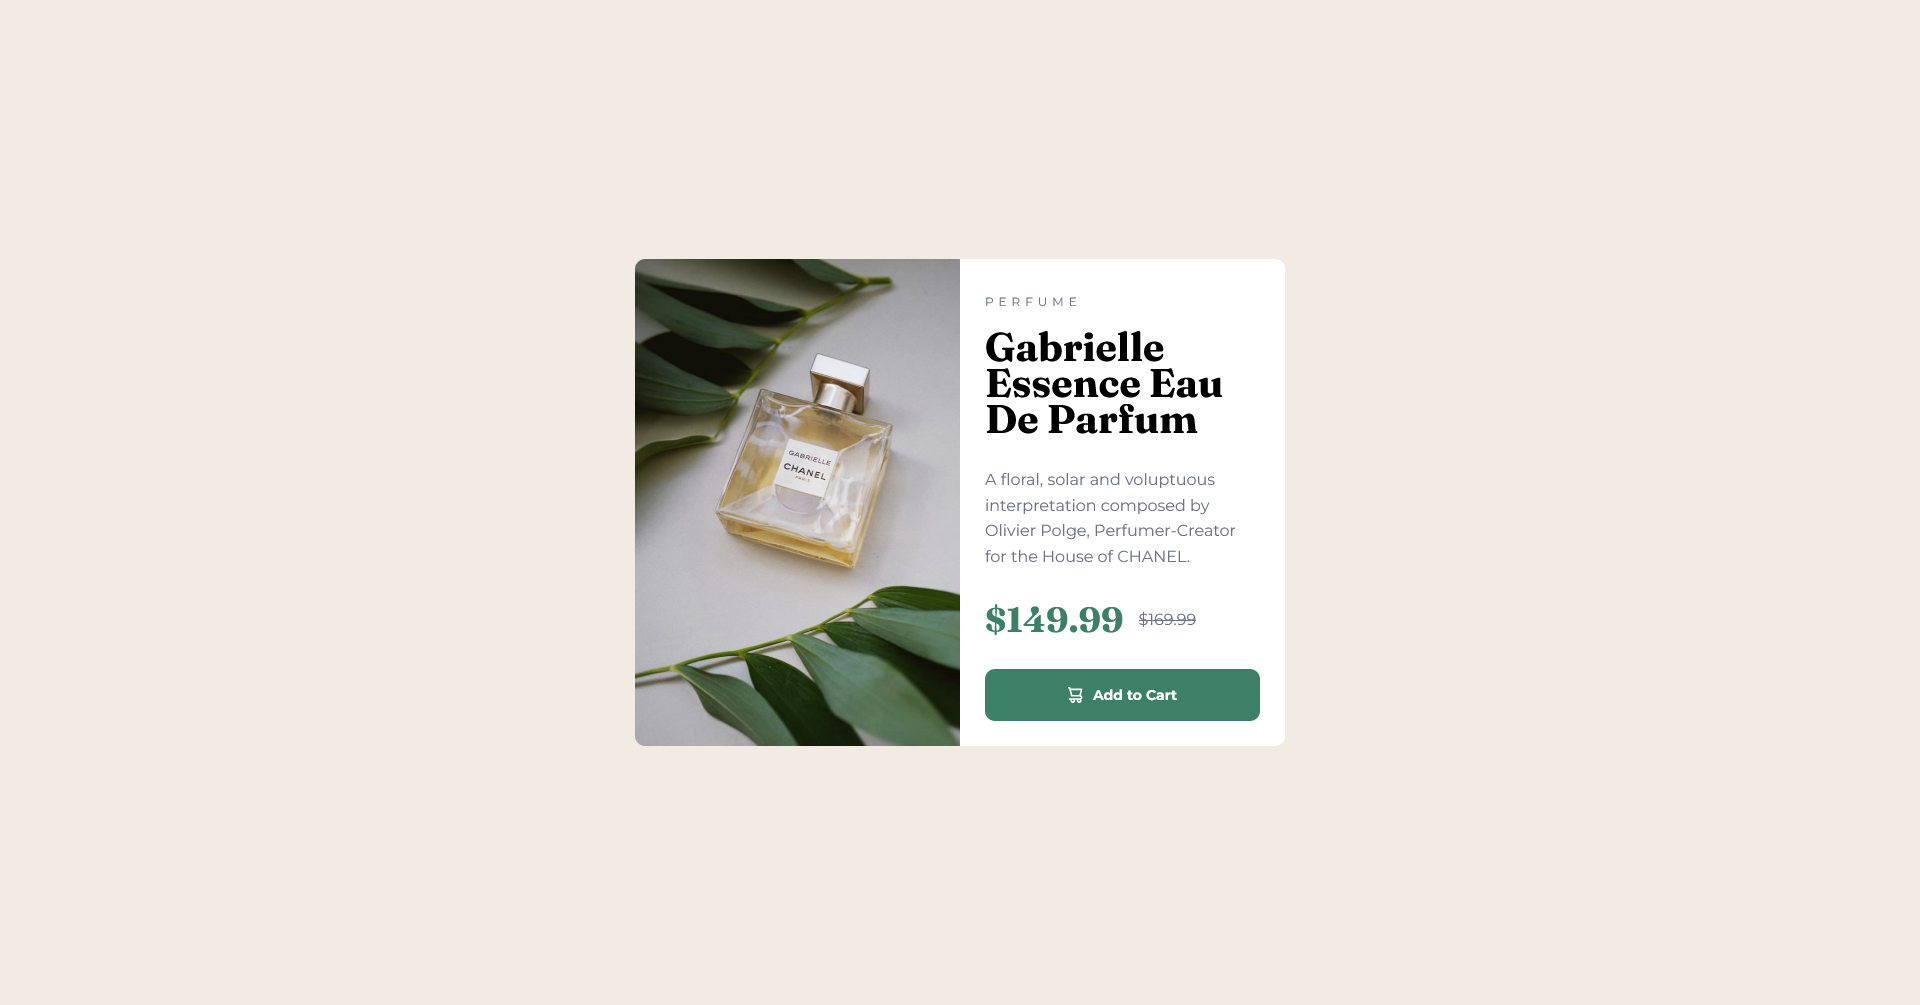 GABRIELLE
CHANEL
PARIS
PERFUME
Gabrielle
Essence Eau
De Parfum
A floral, solar and voluptuous
interpretation composed by
Olivier Polge, Perfumer-Creator
for the House of CHANEL.
$149.99 $169.99
Add to Cart